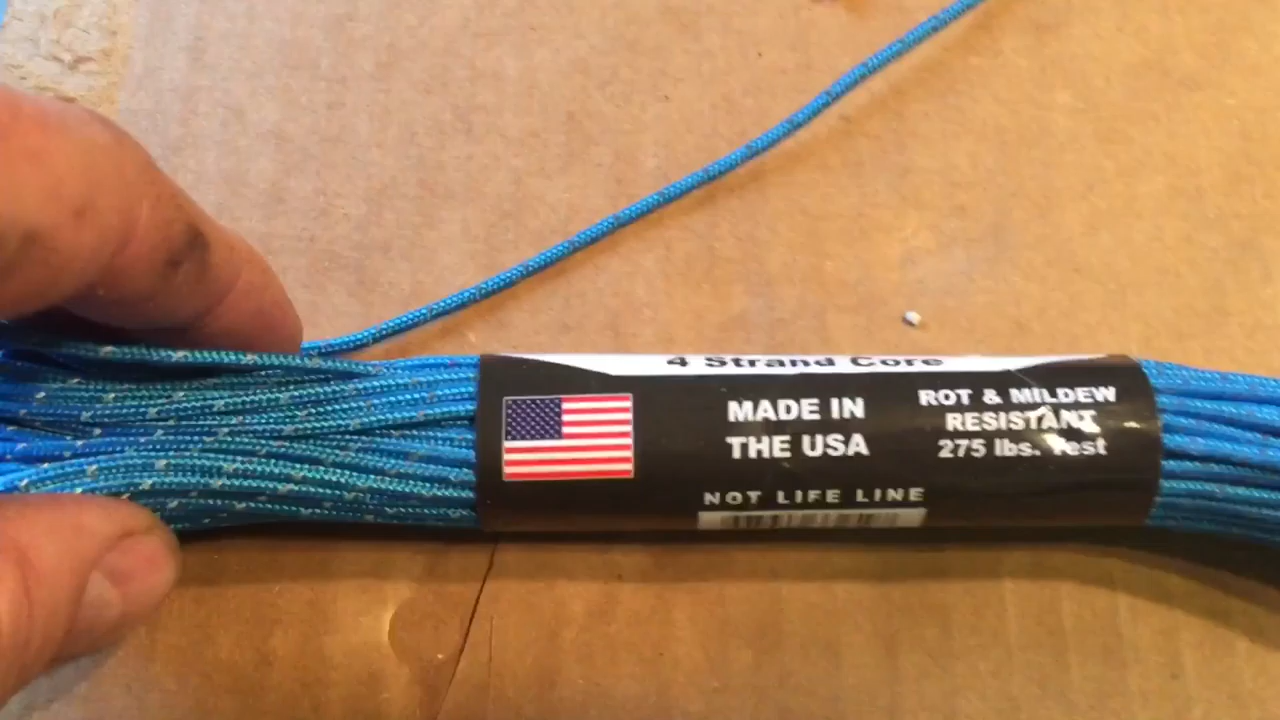 4 Strand Core
MADE IN
THE USA
ROT & MILDEW
RESISTANT
275 lbs. Test
NOT LIFE LINE